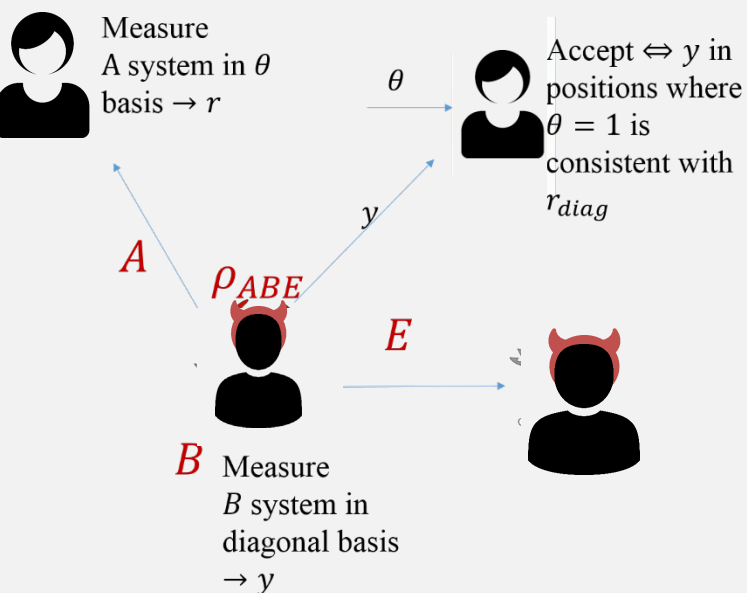 Measure
A system in θ
basis → r
θ
Accept ⇔ y in
positions where
θ = 1 is
consistent with
r_diag
y
A
ρ_ABE
E
B
Measure
B system in
diagonal basis
→ y